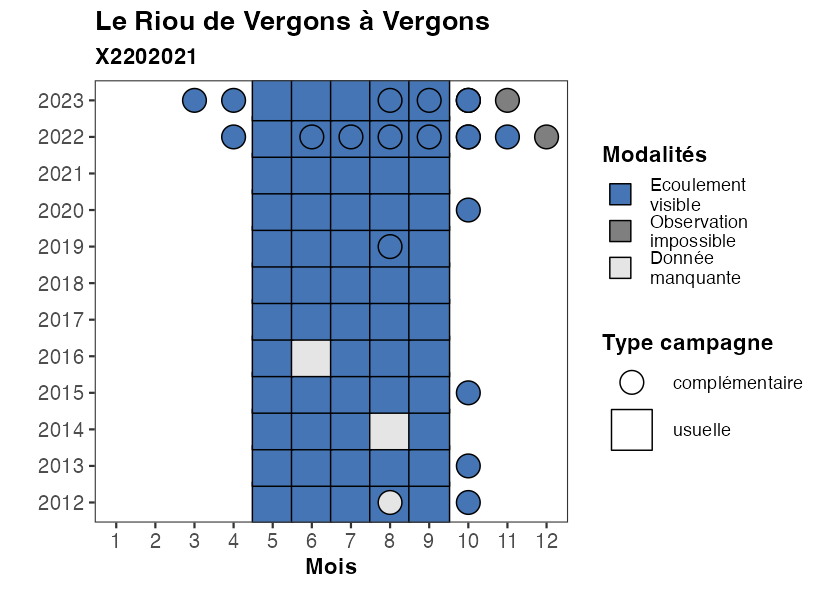 Le Riou de Vergons à Vergons
X2202021
2023
2022
2021
2020
2019
2018
2017
2016
2015
2014
2013
2012
1 2 3 4 5 6 7 8 9 10 11 12
Mois
Modalités
Ecoulement
visible
Observation
impossible
Donnée
manquante
Type campagne
complémentaire
usuelle